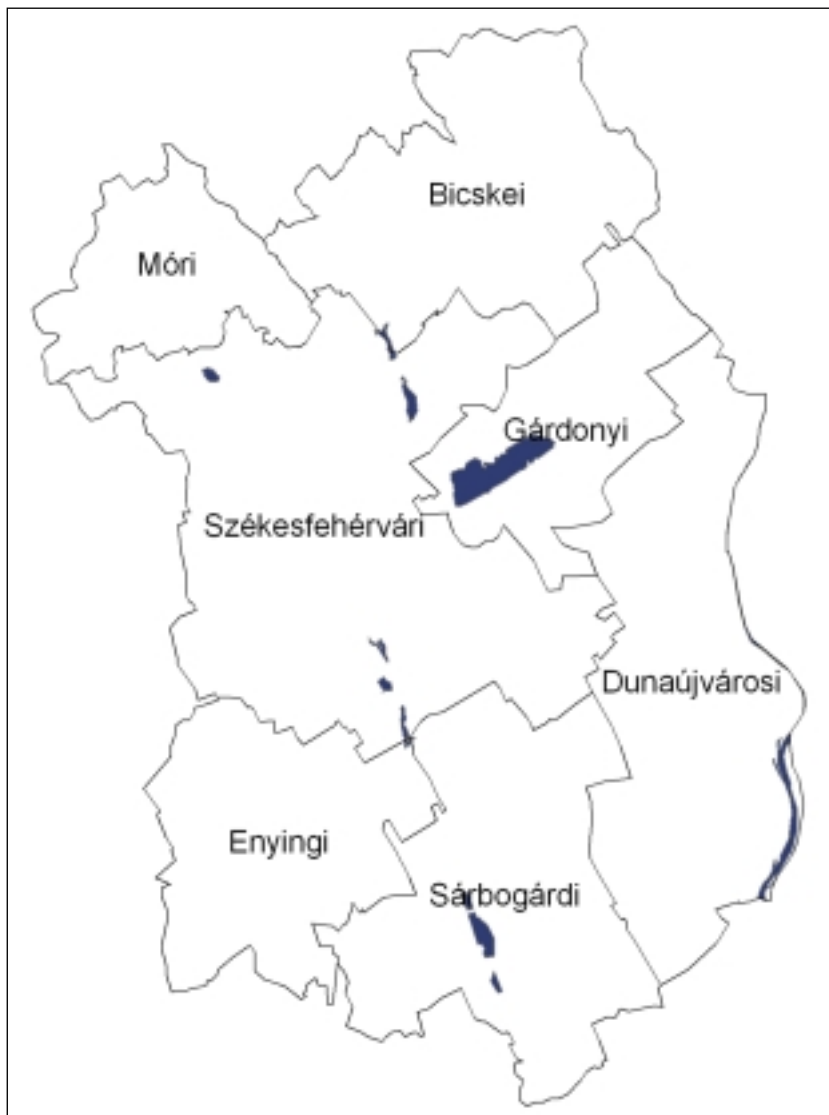 Bicskei
Móri
Gárdonyi
Székesfehérvári
Dunaújvárosi
Enyingi
Sárbogárdi